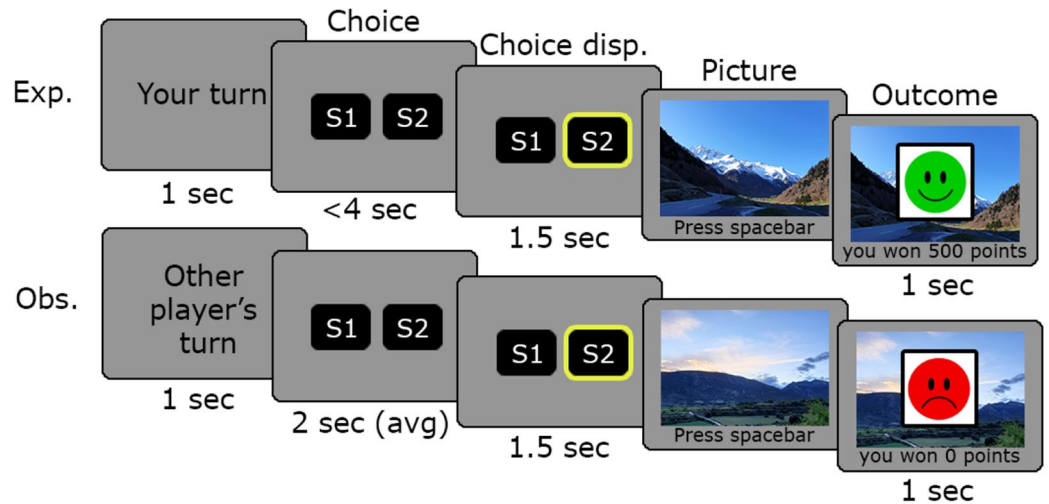 Exp.
Your turn
1 sec
Choice
S1 S2
<4 sec
Choice disp.
S1 S2
1.5 sec
Picture
Press spacebar
Outcome
you won 500 points
1 sec
Obs.
Other
player's
turn
1 sec
S1 S2
2 sec (avg)
S1 S2
1.5 sec
Press spacebar
you won 0 points
1 sec